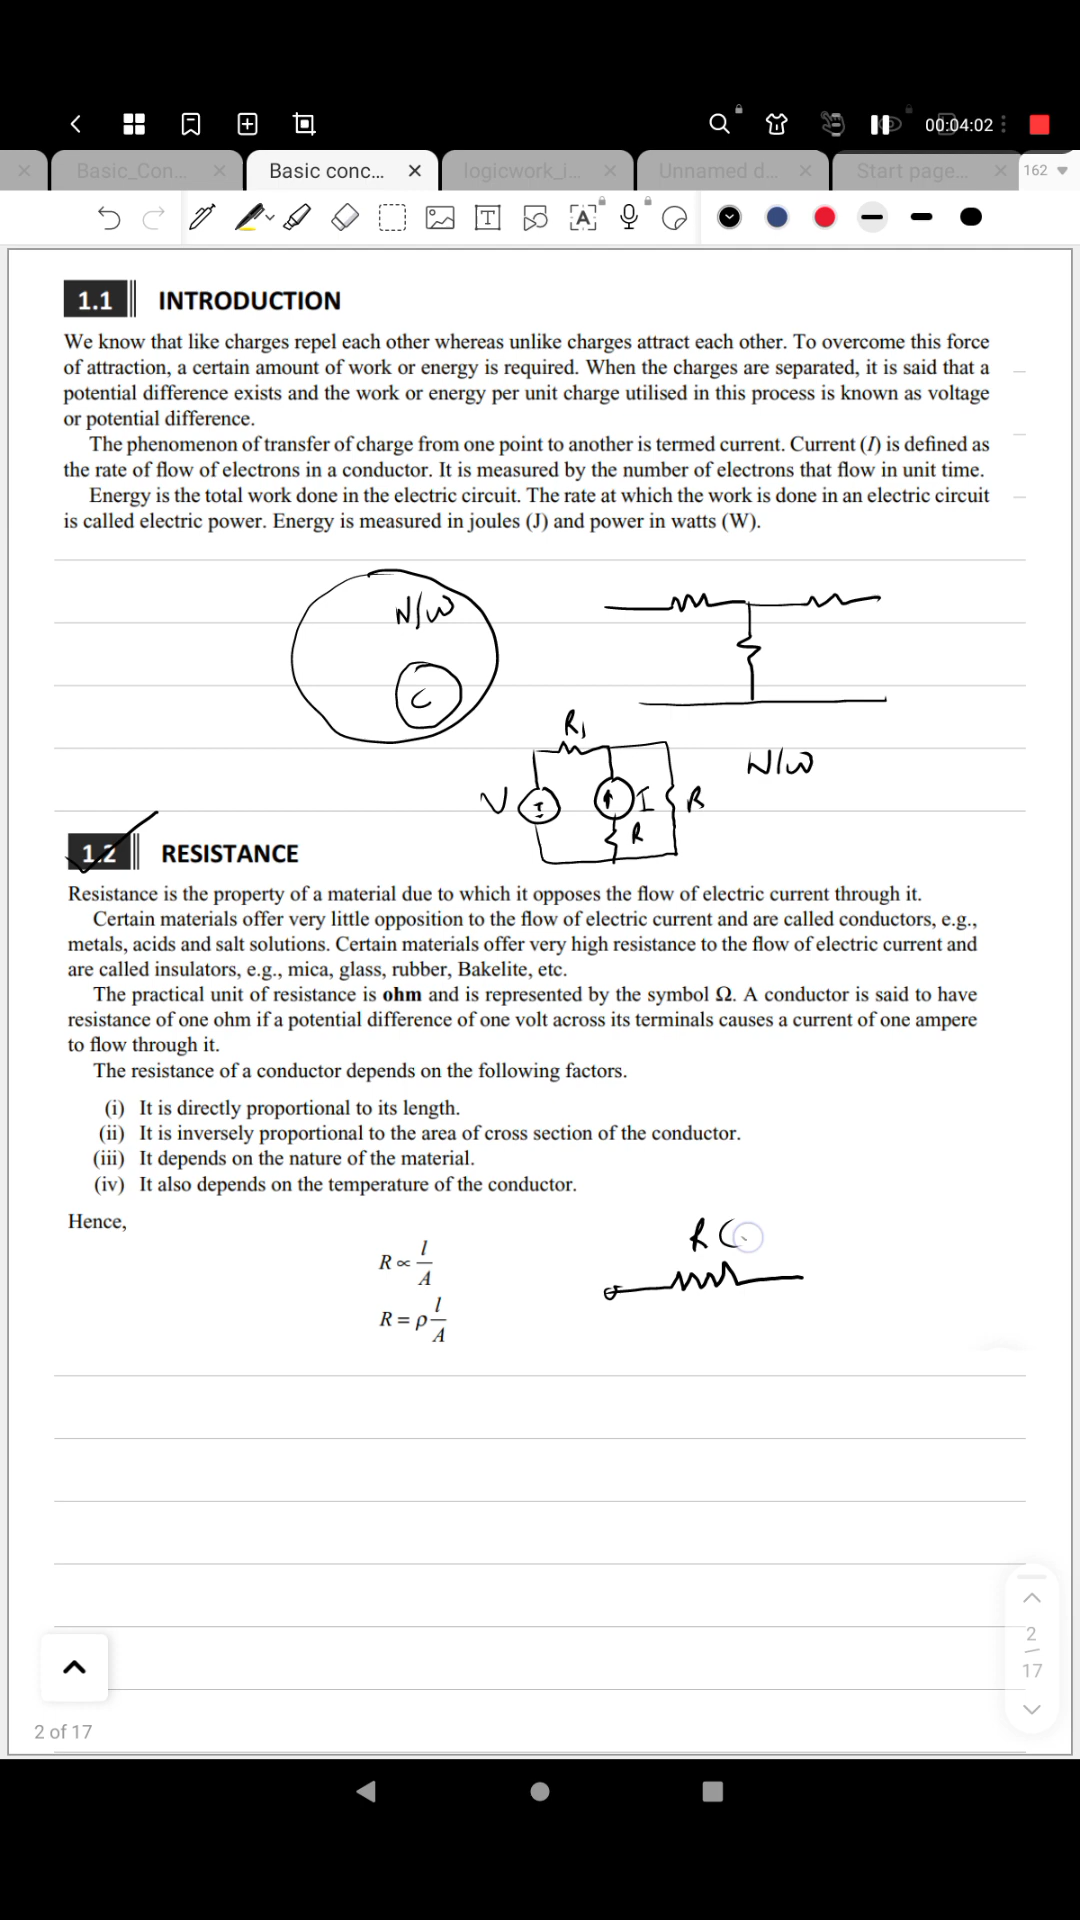 00:04:02
Basic_Con...
Basic conc...
logicwork_i...
Unnamed d...
Start page...
162
T
A
1.1 INTRODUCTION
We know that like charges repel each other whereas unlike charges attract each other. To overcome this force
of attraction, a certain amount of work or energy is required. When the charges are separated, it is said that a
potential difference exists and the work or energy per unit charge utilised in this process is known as voltage
or potential difference.
The phenomenon of transfer of charge from one point to another is termed current. Current (I) is defined as
the rate of flow of electrons in a conductor. It is measured by the number of electrons that flow in unit time.
Energy is the total work done in the electric circuit. The rate at which the work is done in an electric circuit
is called electric power. Energy is measured in joules (J) and power in watts (W).
N/W
C
R1
N/W
V
I
R
R
1.2 RESISTANCE
Resistance is the property of a material due to which it opposes the flow of electric current through it.
Certain materials offer very little opposition to the flow of electric current and are called conductors, e.g.,
metals, acids and salt solutions. Certain materials offer very high resistance to the flow of electric current and
are called insulators, e.g., mica, glass, rubber, Bakelite, etc.
The practical unit of resistance is ohm and is represented by the symbol Ω. A conductor is said to have
resistance of one ohm if a potential difference of one volt across its terminals causes a current of one ampere
to flow through it.
The resistance of a conductor depends on the following factors.
(i) It is directly proportional to its length.
(ii) It is inversely proportional to the area of cross section of the conductor.
(iii) It depends on the nature of the material.
(iv) It also depends on the temperature of the conductor.
Hence,
R (
R ∝ l/A
R = ρ l/A
2
17
2 of 17